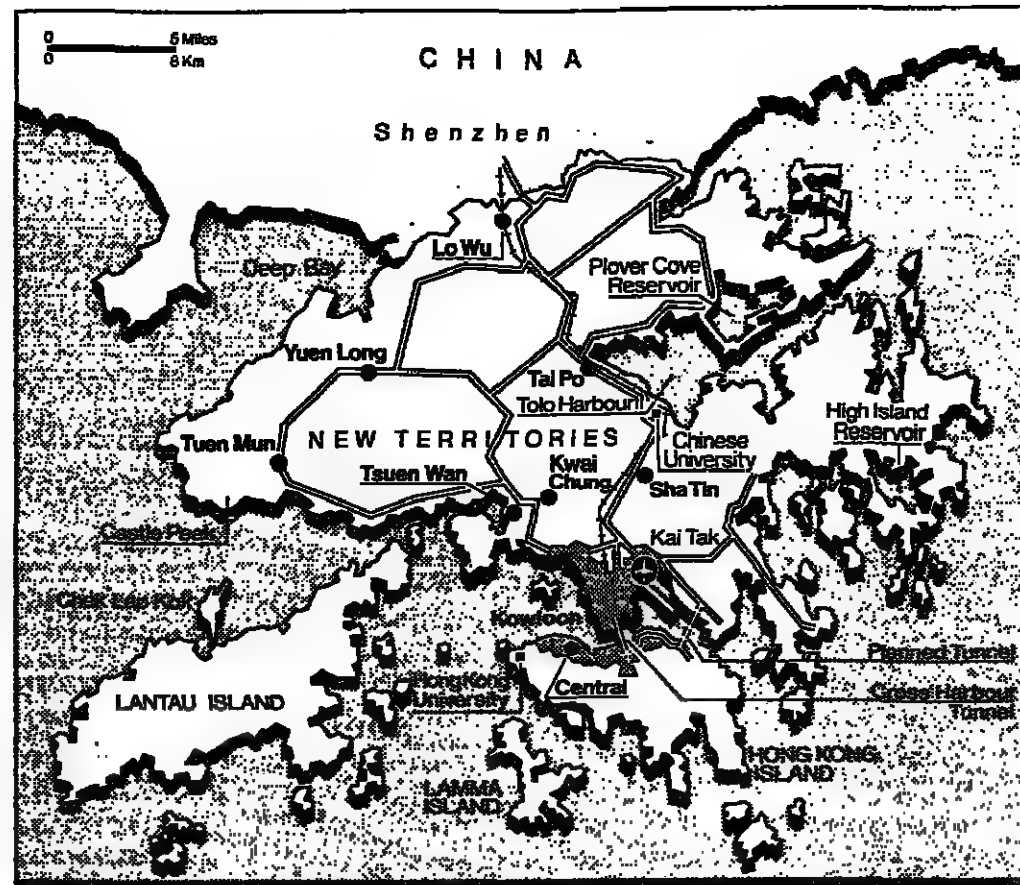 0 5 Miles
0 8 Km
CHINA
Shenzhen
Lo Wu
Deep Bay
Plover Cove
Reservoir
Yuen Long
Tai Po
Tolo Harbour
High Island
Reservoir
Tuen Mun
NEW TERRITORIES
Chinese
University
Tsuen Wan
Kwai
Chung
Sha Tin
Castle Peak
Kai Tak
Chek Lap Kok
Kowloon
Planned Tunnel
Hong Kong
University
Central
Cross Harbour
Tunnel
LANTAU ISLAND
HONG KONG
ISLAND
LAMMA
ISLAND